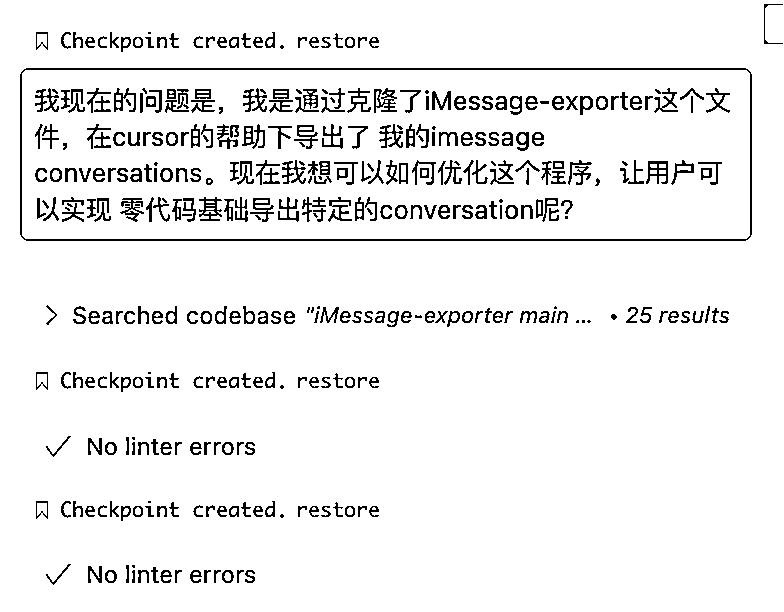 Checkpoint created. restore
我现在的问题是，我是通过克隆了iMessage-exporter这个文
件，在cursor的帮助下导出了 我的imessage
conversations。现在我想可以如何优化这个程序，让用户可
以实现 零代码基础导出特定的conversation呢?
Searched codebase "iMessage-exporter main ... • 25 results
Checkpoint created. restore
No linter errors
Checkpoint created. restore
No linter errors